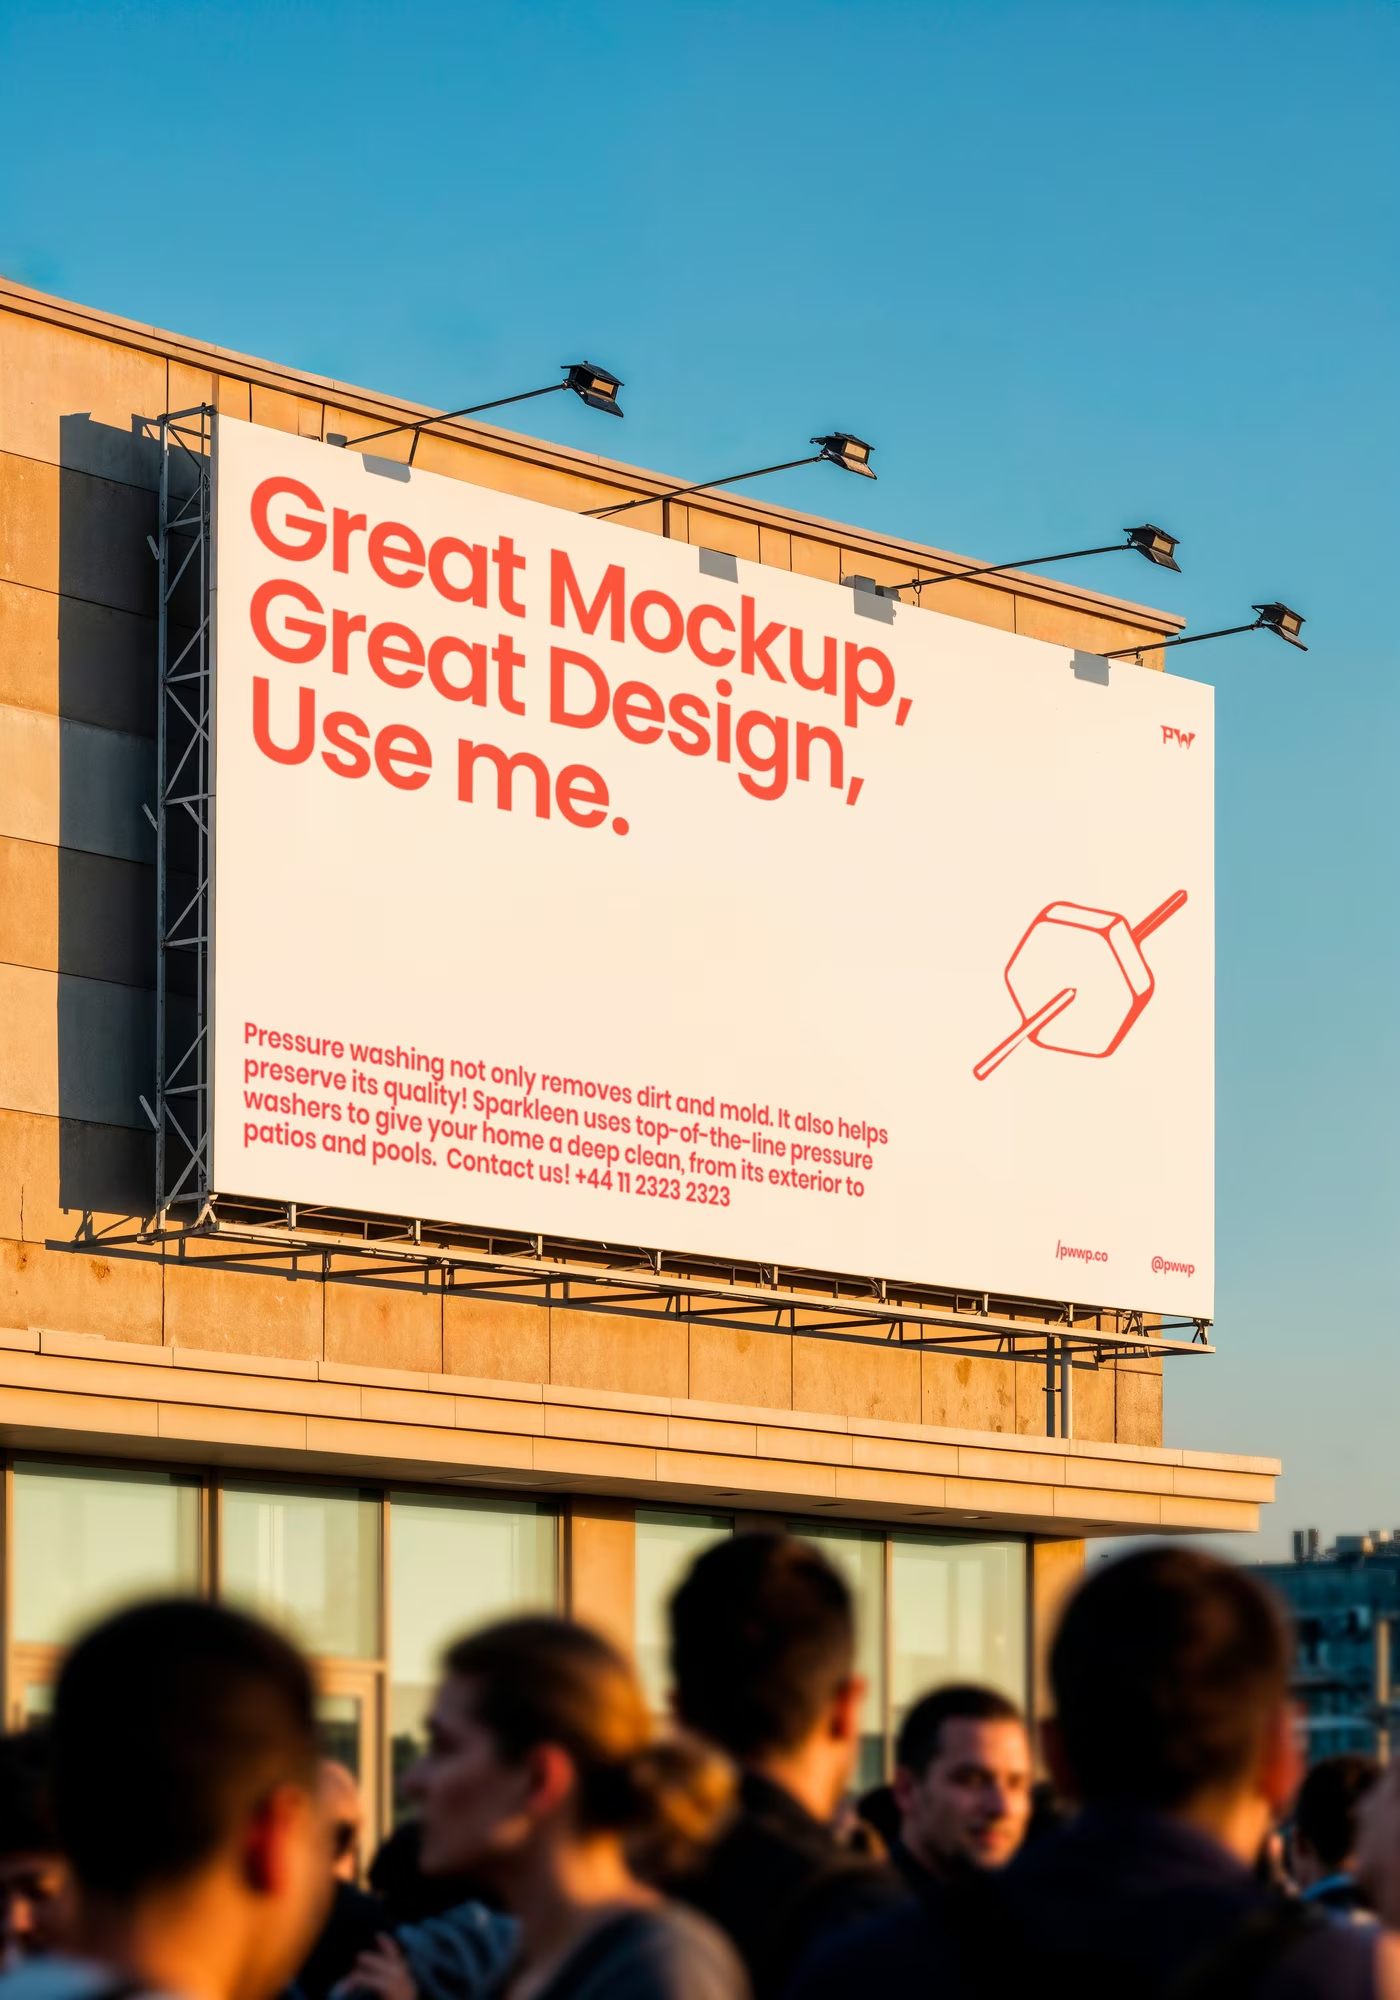 Great Mockup,
Great Design,
Use me.
PW
Pressure washing not only removes dirt and mold. It also helps
preserve its quality! Sparkleen uses top-of-the-line pressure
washers to give your home a deep clean, from its exterior to
patios and pools.  Contact us! +44 11 2323 2323
/pwwp.co
@pwwp